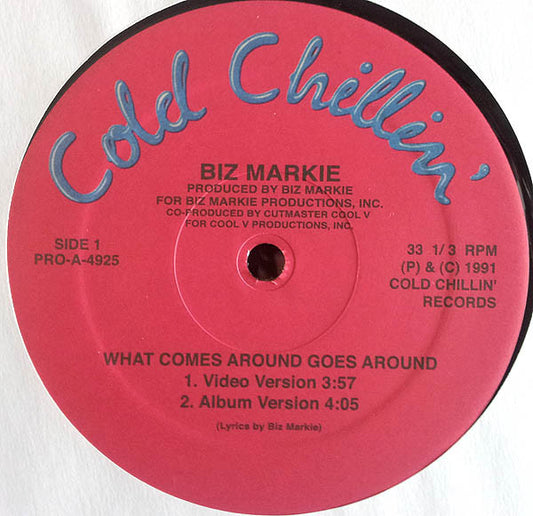 Cold Chillin'
BIZ MARKIE
PRODUCED BY BIZ MARKIE
FOR BIZ MARKIE PRODUCTIONS, INC.
CO-PRODUCED BY CUTMASTER COOL V
FOR COOL V PRODUCTIONS, INC.
SIDE 1
PRO-A-4925
33 1/3 RPM
(P) & (C) 1991
COLD CHILLIN'
RECORDS
WHAT COMES AROUND GOES AROUND
1. Video Version 3:57
2. Album Version 4:05
(Lyrics by Biz Markie)